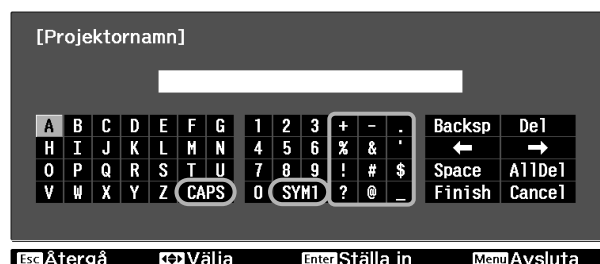 [Projektornamn]
A B C D E F G 1 2 3 + - . Backsp Del
H I J K L M N 4 5 6 % & ' ← →
O P Q R S T U 7 8 9 ! # $ Space AllDel
V W X Y Z CAPS 0 SYM1 ? @ _ Finish Cancel
Esc Återgå Välja Enter Ställa in Menu Avsluta